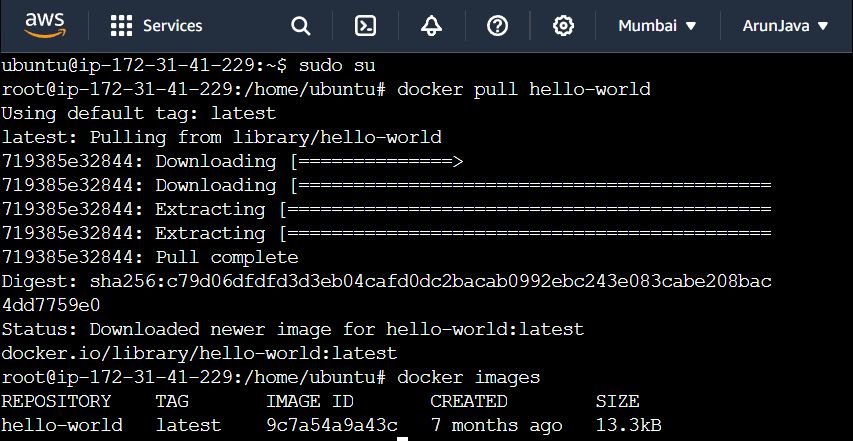 aws Services Mumbai ▼ ArunJava ▼
ubuntu@ip-172-31-41-229:~$ sudo su
root@ip-172-31-41-229:/home/ubuntu# docker pull hello-world
Using default tag: latest
latest: Pulling from library/hello-world
719385e32844: Downloading [==============>
719385e32844: Downloading [===========================================
719385e32844: Extracting [============================================
719385e32844: Extracting [============================================
719385e32844: Pull complete
Digest: sha256:c79d06dfdfd3d3eb04cafd0dc2bacab0992ebc243e083cabe208bac
4dd7759e0
Status: Downloaded newer image for hello-world:latest
docker.io/library/hello-world:latest
root@ip-172-31-41-229:/home/ubuntu# docker images
REPOSITORY    TAG       IMAGE ID       CREATED        SIZE
hello-world   latest    9c7a54a9a43c   7 months ago   13.3kB